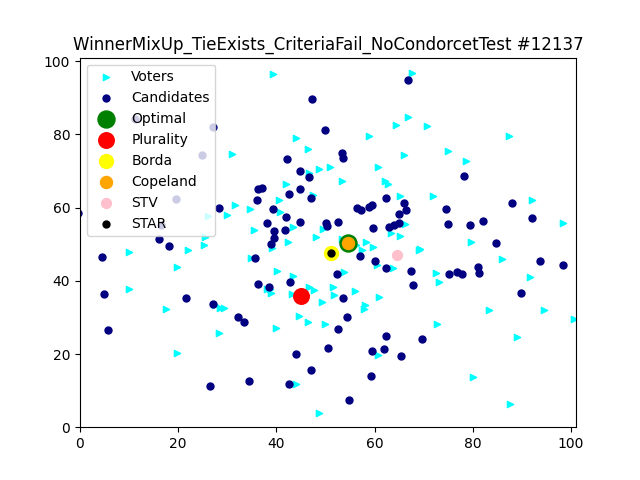 WinnerMixUp_TieExists_CriteriaFail_NoCondorcetTest #12137
100
80
60
40
20
0
Voters
Candidates
Optimal
Plurality
Borda
Copeland
STV
STAR
0 20 40 60 80 100